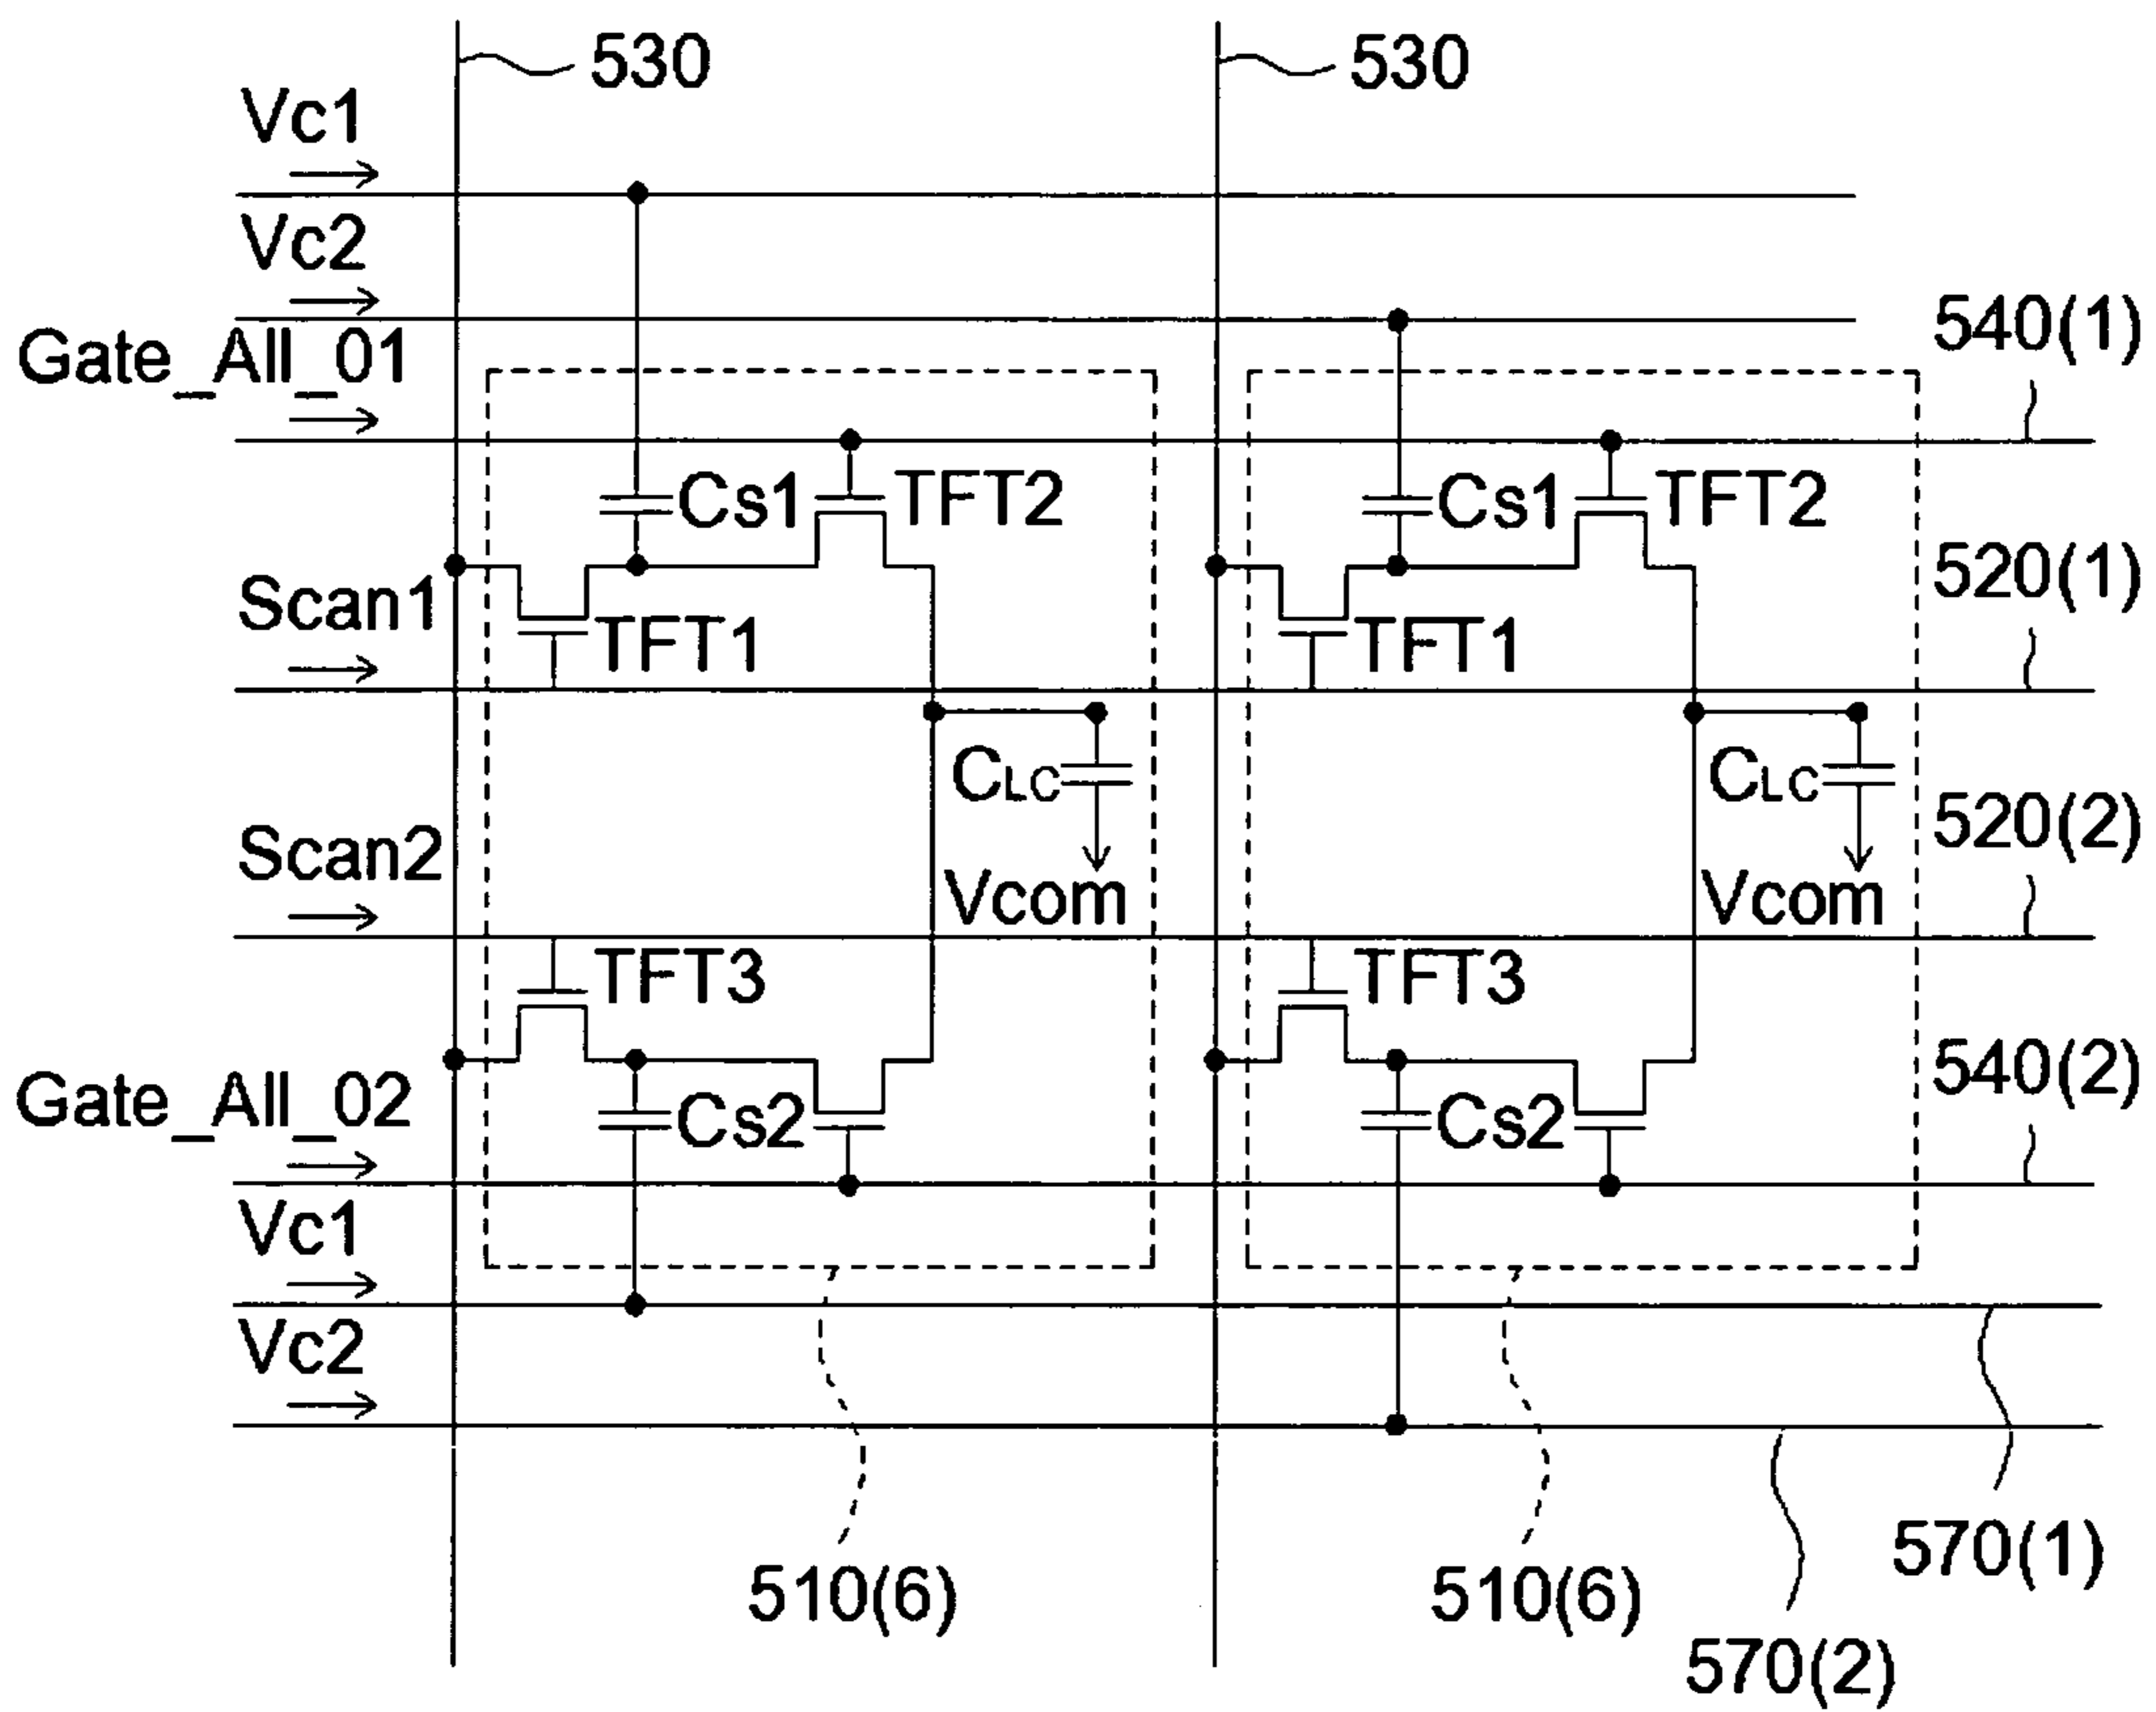 530 530
Vc1
Vc2
540(1)
Gate_All_01
Cs1 TFT2 Cs1 TFT2
520(1)
Scan1
TFT1 TFT1
CLC CLC
520(2)
Scan2
Vcom Vcom
TFT3 TFT3
540(2)
Gate_All_02
Cs2 Cs2
Vc1
Vc2
570(1)
510(6) 510(6)
570(2)